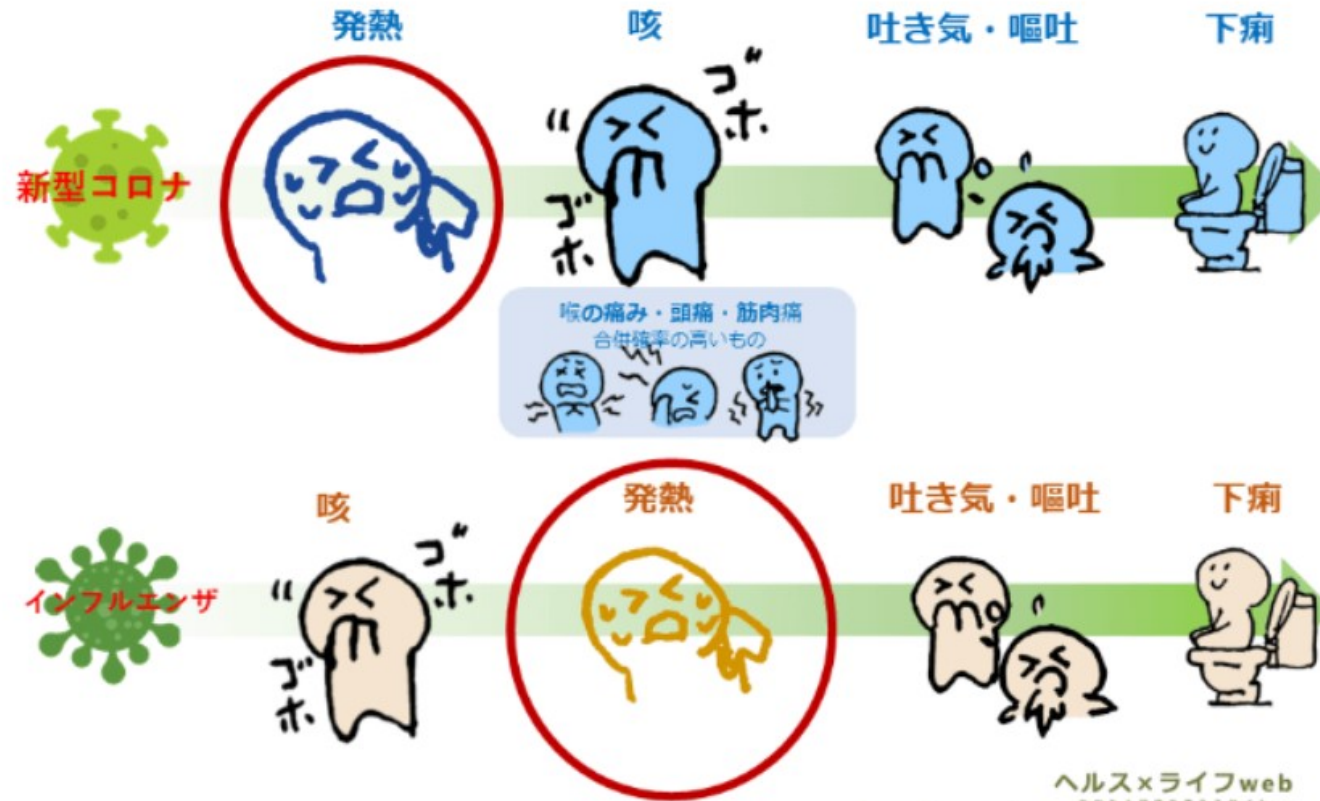 発熱
咳
吐き気・嘔吐
下痢
新型コロナ
ゴホ
ゴホ
喉の痛み・頭痛・筋肉痛
合併確率の高いもの
咳
発熱
吐き気・嘔吐
下痢
インフルエンザ
ゴホ
ゴホ
ヘルス×ライフweb